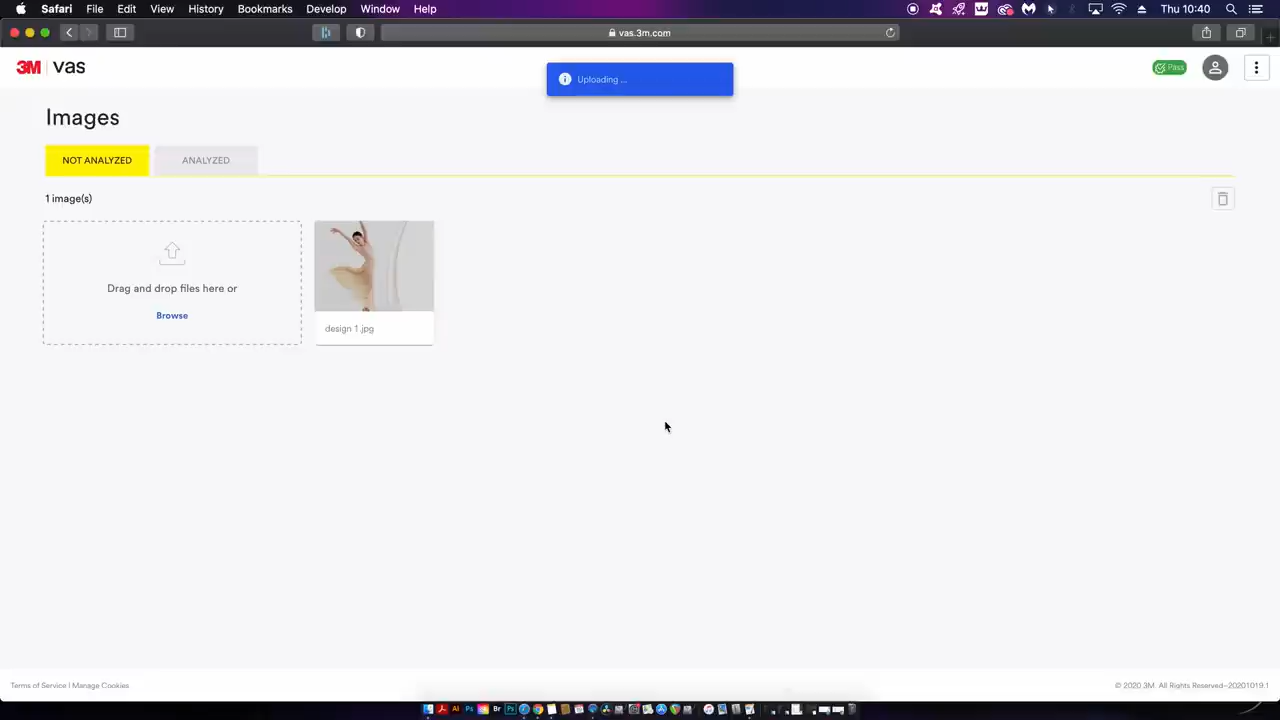 Safari File Edit View History Bookmarks Develop Window Help Thu 10:40
vas.3m.com
3M vas
Uploading ...
Pass
Images
NOT ANALYZED ANALYZED
1 image(s)
Drag and drop files here or
Browse
design 1.jpg
Terms of Service | Manage Cookies
© 2020 3M. All Rights Reserved-20201019.1